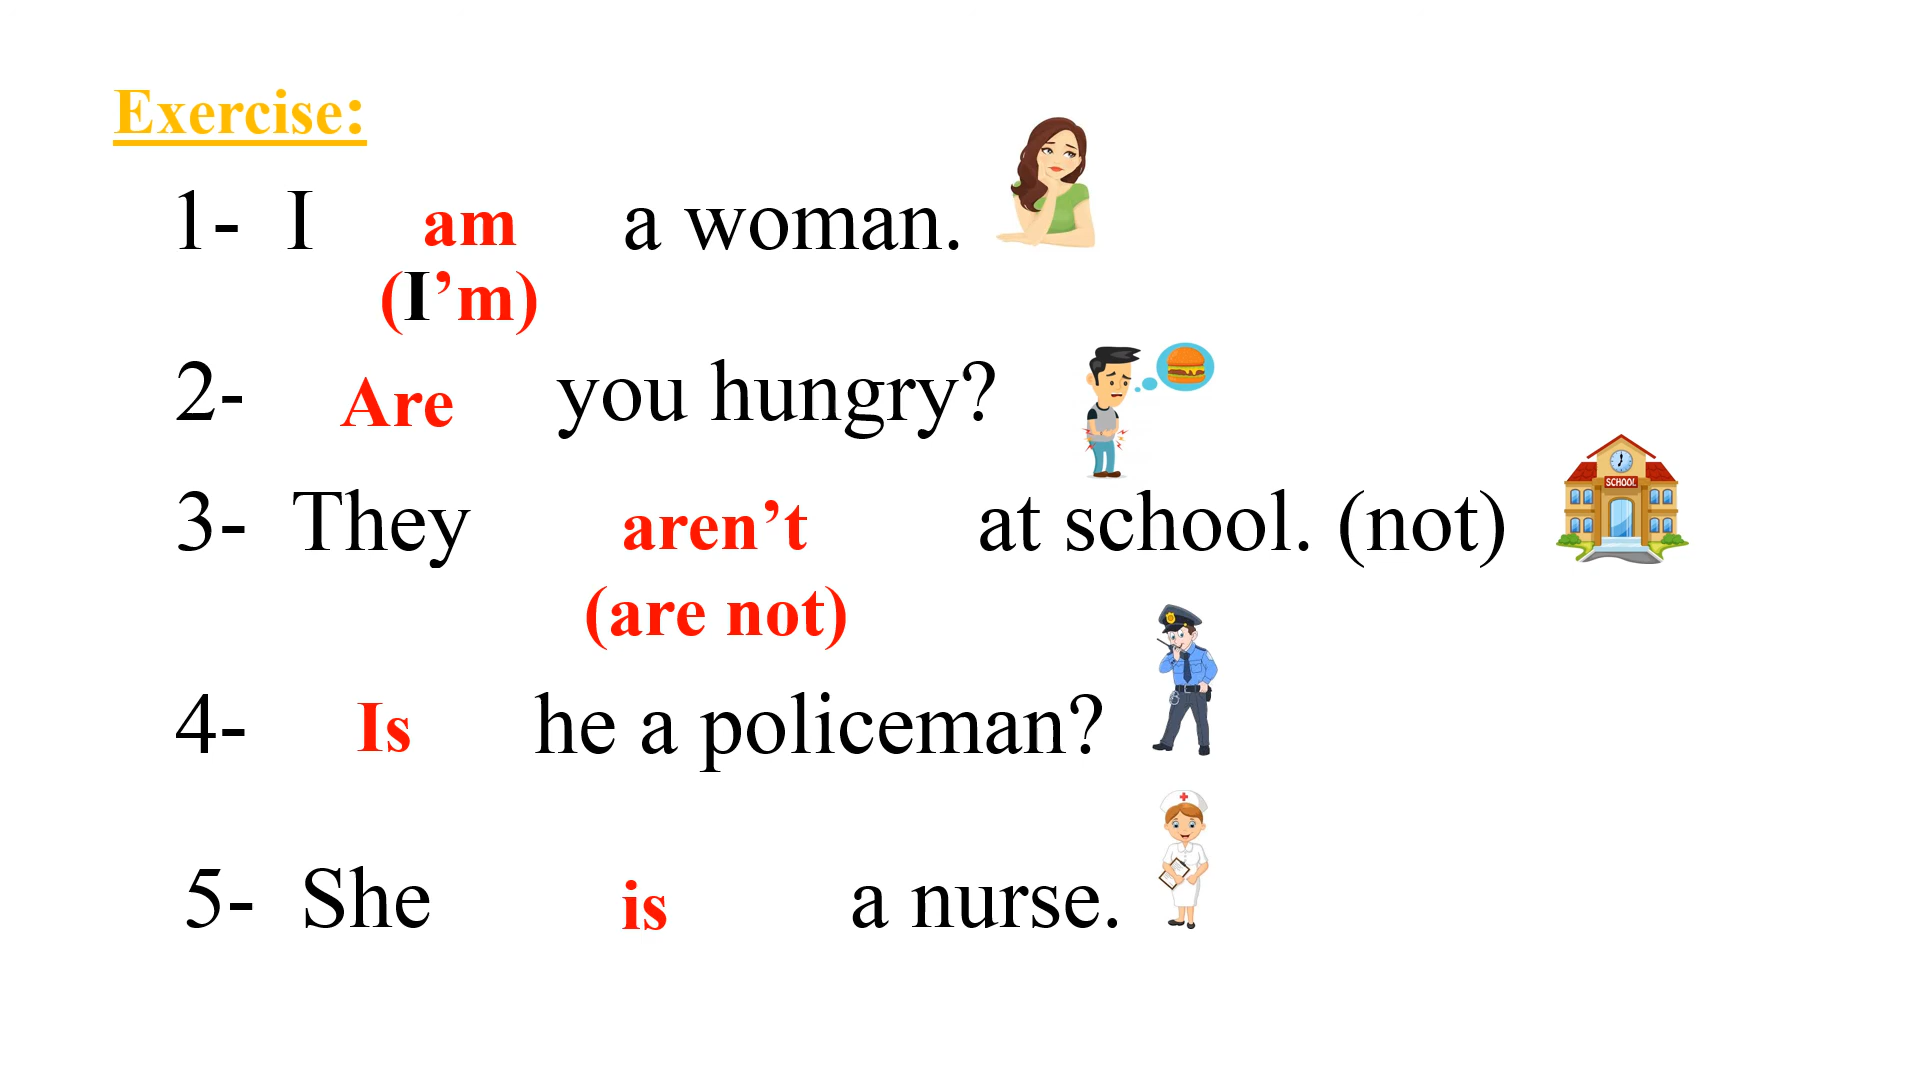 Exercise:
1- I am a woman.
(I’m)
2- Are you hungry?
3- They aren’t at school. (not)
SCHOOL
(are not)
4- Is he a policeman?
5- She is a nurse.